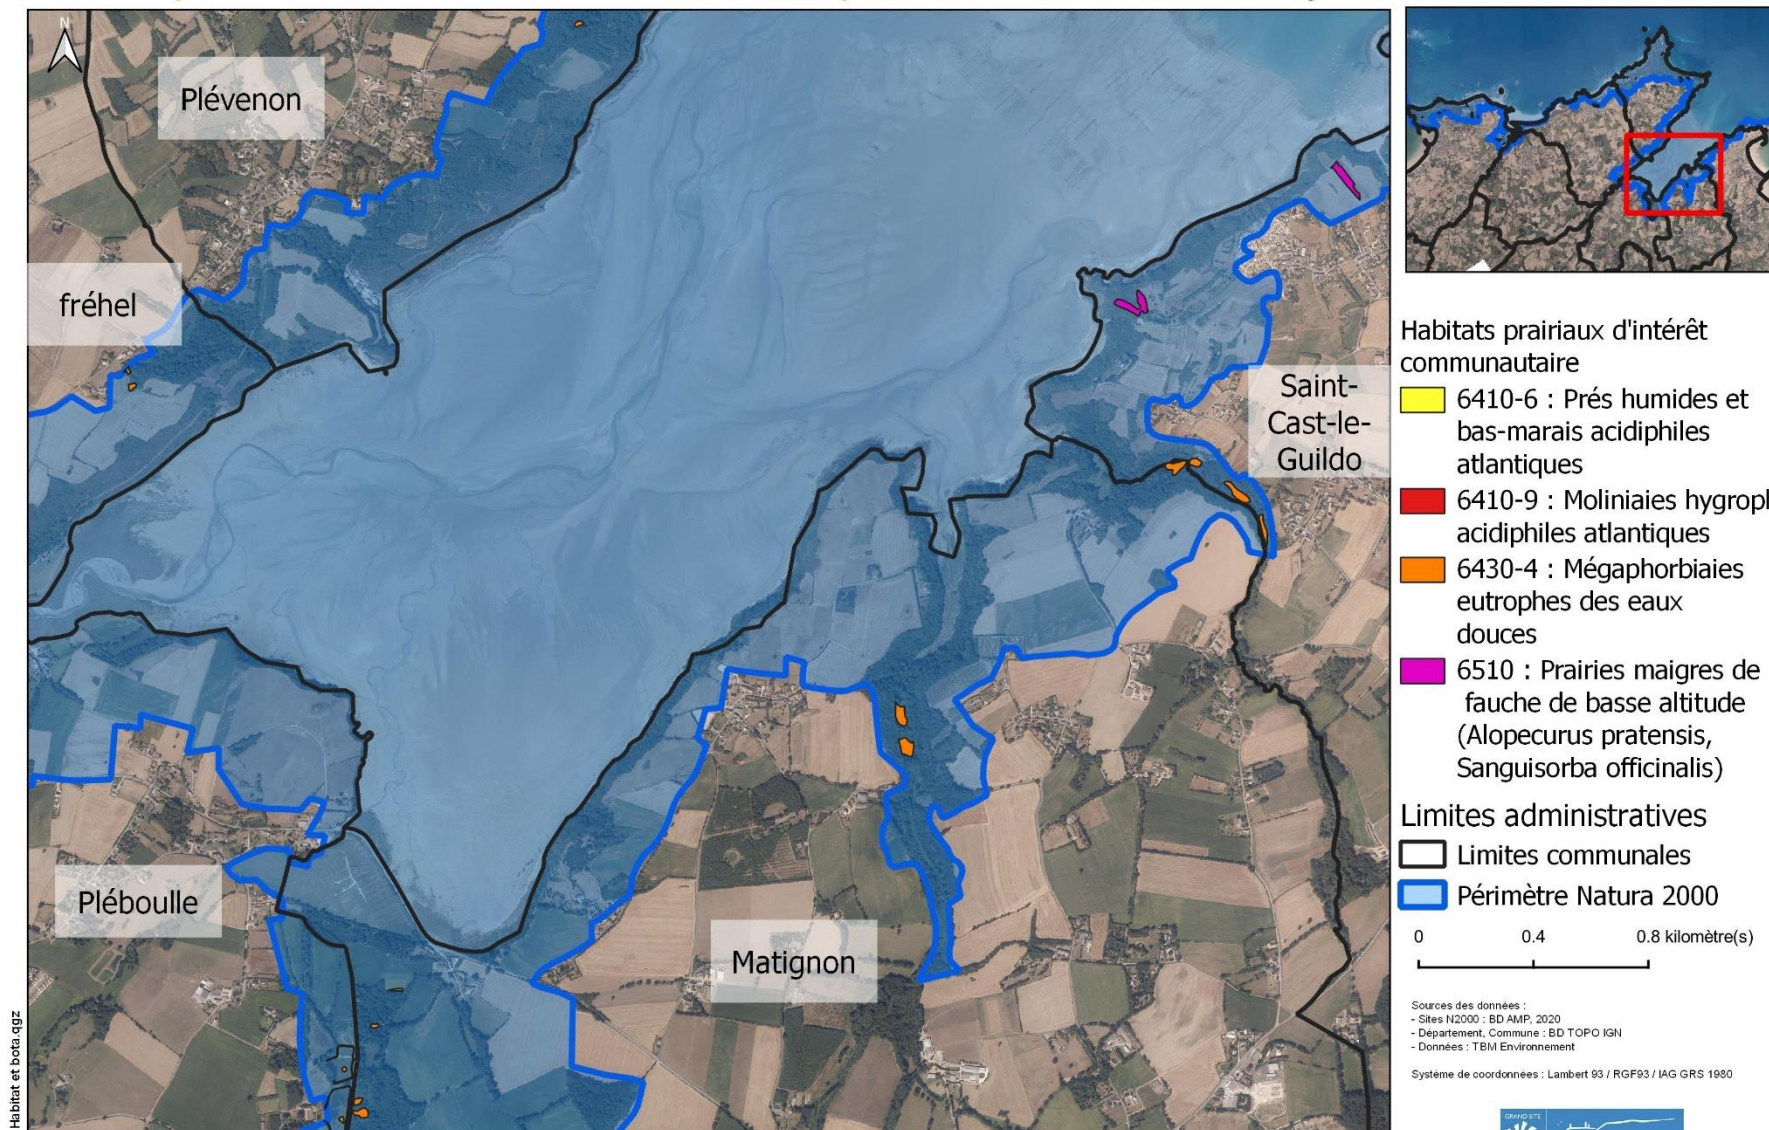 N
Plévenon
fréhel
Saint-
Cast-le-
Guildo
Pléboulle
Matignon
Habitat et bota.qgz
Habitats prairiaux d'intérêt
communautaire
6410-6 : Prés humides et
bas-marais acidiphiles
atlantiques
6410-9 : Moliniaies hygroph
acidiphiles atlantiques
6430-4 : Mégaphorbiaies
eutrophes des eaux
douces
6510 : Prairies maigres de
fauche de basse altitude
(Alopecurus pratensis,
Sanguisorba officinalis)
Limites administratives
Limites communales
Périmètre Natura 2000
0 0.4 0.8 kilomètre(s)
Sources des données :
- Sites N2000 : BD AMP, 2020
- Département, Commune : BD TOPO IGN
- Données : TBM Environnement
Système de coordonnées : Lambert 93 / RGF93 / IAG GRS 1980
GRAND SITE